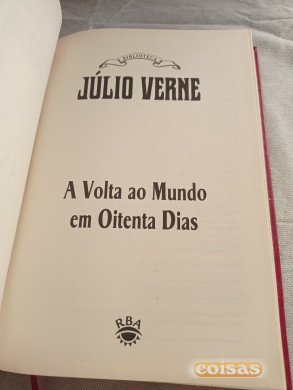 BIBLIOTECA
JÚLIO VERNE
A Volta ao Mundo
em Oitenta Dias
RBA
coisas